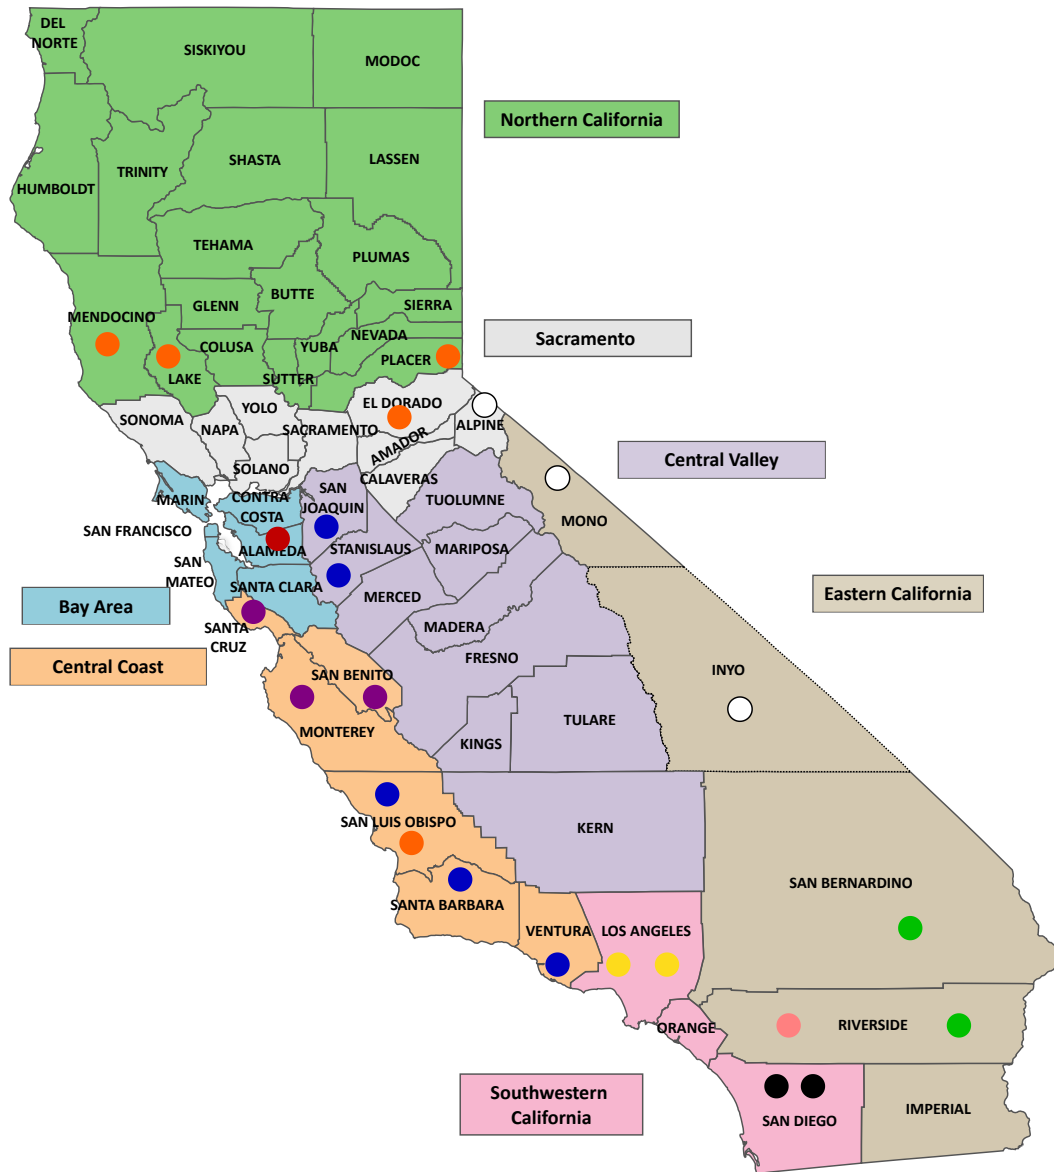 DEL
NORTE
SISKIYOU
MODOC
Northern California
SHASTA
LASSEN
TRINITY
HUMBOLDT
TEHAMA
PLUMAS
BUTTE
GLENN
SIERRA
MENDOCINO
NEVADA
COLUSA
YUBA
PLACER
LAKE
SUTTER
Sacramento
EL DORADO
YOLO
SONOMA
NAPA
SACRAMENTO
ALPINE
AMADOR
SOLANO
CALAVERAS
Central Valley
MARIN
CONTRA
COSTA
SAN
JOAQUIN
TUOLUMNE
MONO
SAN FRANCISCO
ALAMEDA
STANISLAUS
MARIPOSA
SAN
MATEO
SANTA CLARA
MERCED
Eastern California
Bay Area
SANTA
CRUZ
MADERA
FRESNO
Central Coast
SAN BENITO
INYO
MONTEREY
TULARE
KINGS
SAN LUIS OBISPO
KERN
SAN BERNARDINO
SANTA BARBARA
VENTURA
LOS ANGELES
ORANGE
RIVERSIDE
Southwestern
California
SAN DIEGO
IMPERIAL